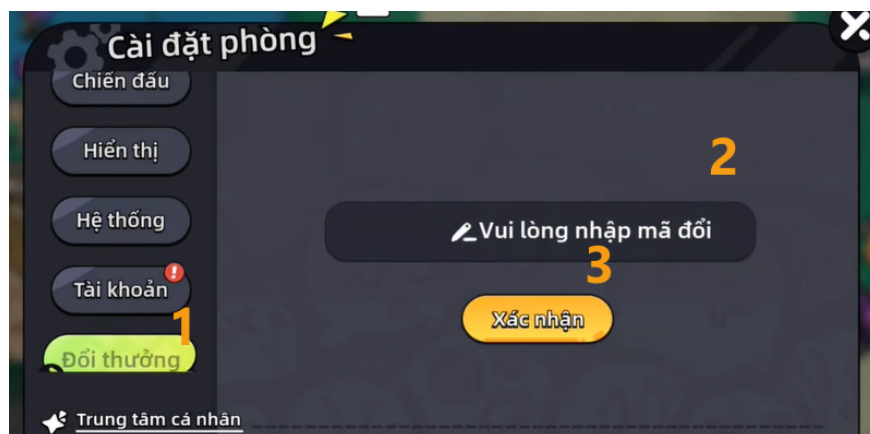 Cài đặt phòng
Chiến đấu
Hiển thị
2
Hệ thống
Vui lòng nhập mã đổi
3
Tài khoản
!
1
Xác nhận
Đổi thưởng
Trung tâm cá nhân